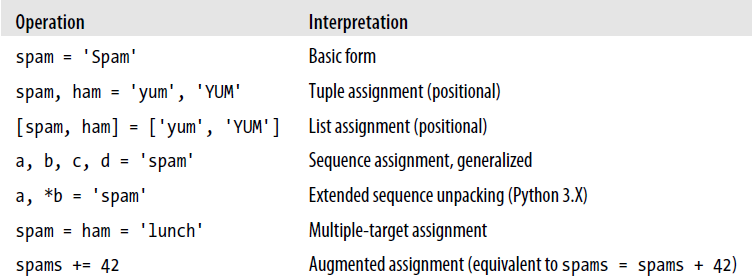 Operation Interpretation
spam = 'Spam' Basic form
spam, ham = 'yum', 'YUM' Tuple assignment (positional)
[spam, ham] = ['yum', 'YUM'] List assignment (positional)
a, b, c, d = 'spam' Sequence assignment, generalized
a, *b = 'spam' Extended sequence unpacking (Python 3.X)
spam = ham = 'lunch' Multiple-target assignment
spams += 42 Augmented assignment (equivalent to spams = spams + 42)